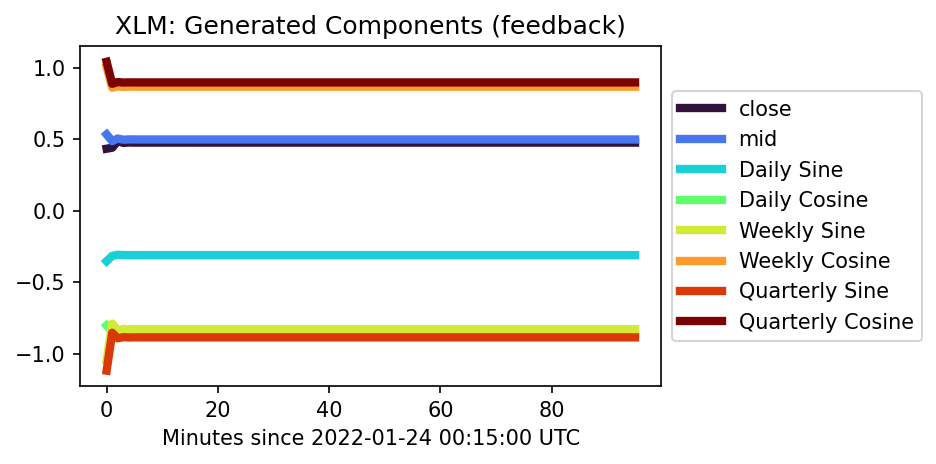 XLM: Generated Components (feedback)
1.0
0.5
0.0
−0.5
−1.0
0 20 40 60 80
Minutes since 2022-01-24 00:15:00 UTC
close
mid
Daily Sine
Daily Cosine
Weekly Sine
Weekly Cosine
Quarterly Sine
Quarterly Cosine